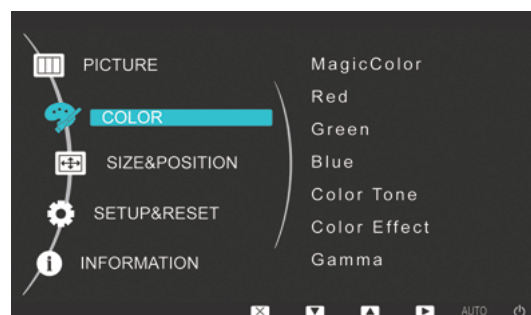 PICTURE
COLOR
SIZE&POSITION
SETUP&RESET
INFORMATION
MagicColor
Red
Green
Blue
Color Tone
Color Effect
Gamma
AUTO